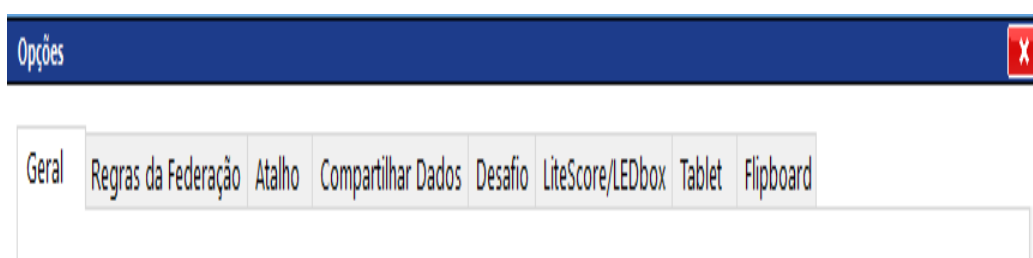 Opções
Geral Regras da Federação Atalho Compartilhar Dados Desafio LiteScore/LEDbox Tablet Flipboard